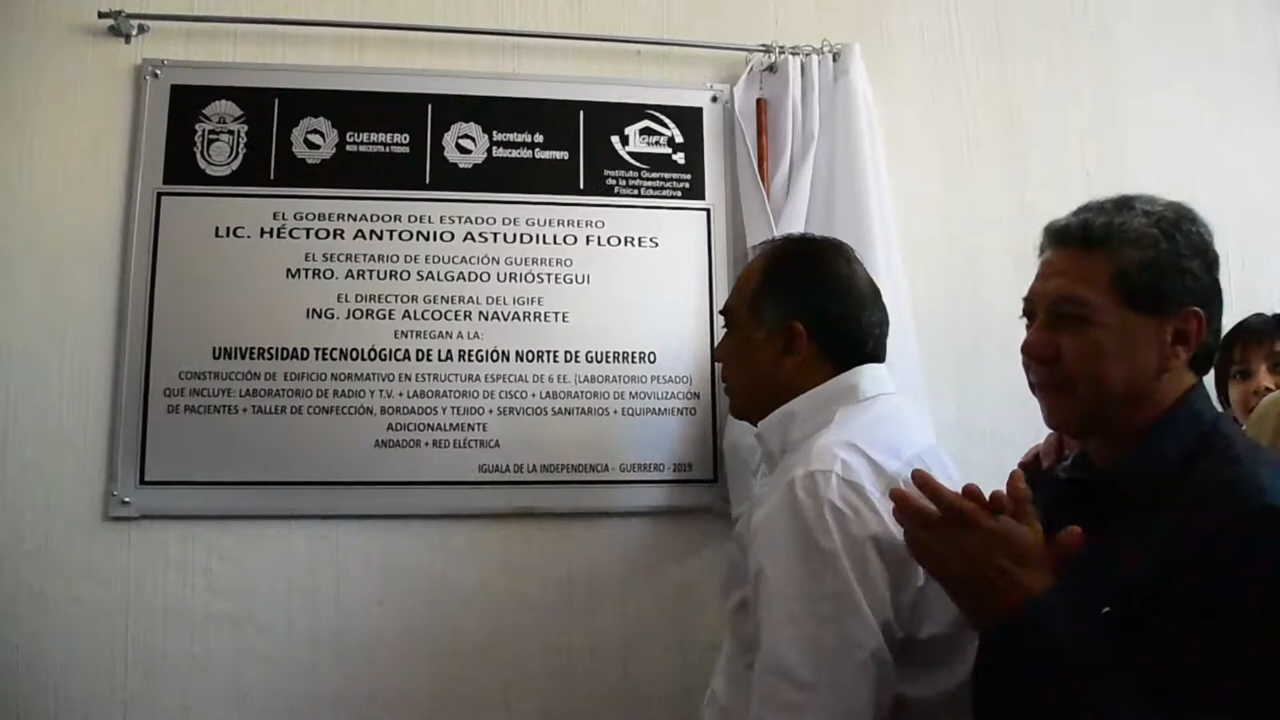 GUERRERO
NOS NECESITA A TODOS
Secretaría de
Educación Guerrero
IGIFE
Instituto Guerrerense
de la Infraestructura
Física Educativa
EL GOBERNADOR DEL ESTADO DE GUERRERO
LIC. HÉCTOR ANTONIO ASTUDILLO FLORES
EL SECRETARIO DE EDUCACIÓN GUERRERO
MTRO. ARTURO SALGADO URIÓSTEGUI
EL DIRECTOR GENERAL DEL IGIFE
ING. JORGE ALCOCER NAVARRETE
ENTREGAN A LA:
UNIVERSIDAD TECNOLÓGICA DE LA REGIÓN NORTE DE GUERRERO
CONSTRUCCIÓN DE EDIFICIO NORMATIVO EN ESTRUCTURA ESPECIAL DE 6 EE. (LABORATORIO PESADO)
QUE INCLUYE: LABORATORIO DE RADIO Y T.V. + LABORATORIO DE CISCO + LABORATORIO DE MOVILIZACIÓN
DE PACIENTES + TALLER DE CONFECCIÓN, BORDADOS Y TEJIDO + SERVICIOS SANITARIOS + EQUIPAMIENTO
ADICIONALMENTE
ANDADOR + RED ELÉCTRICA
IGUALA DE LA INDEPENDENCIA - GUERRERO - 2019